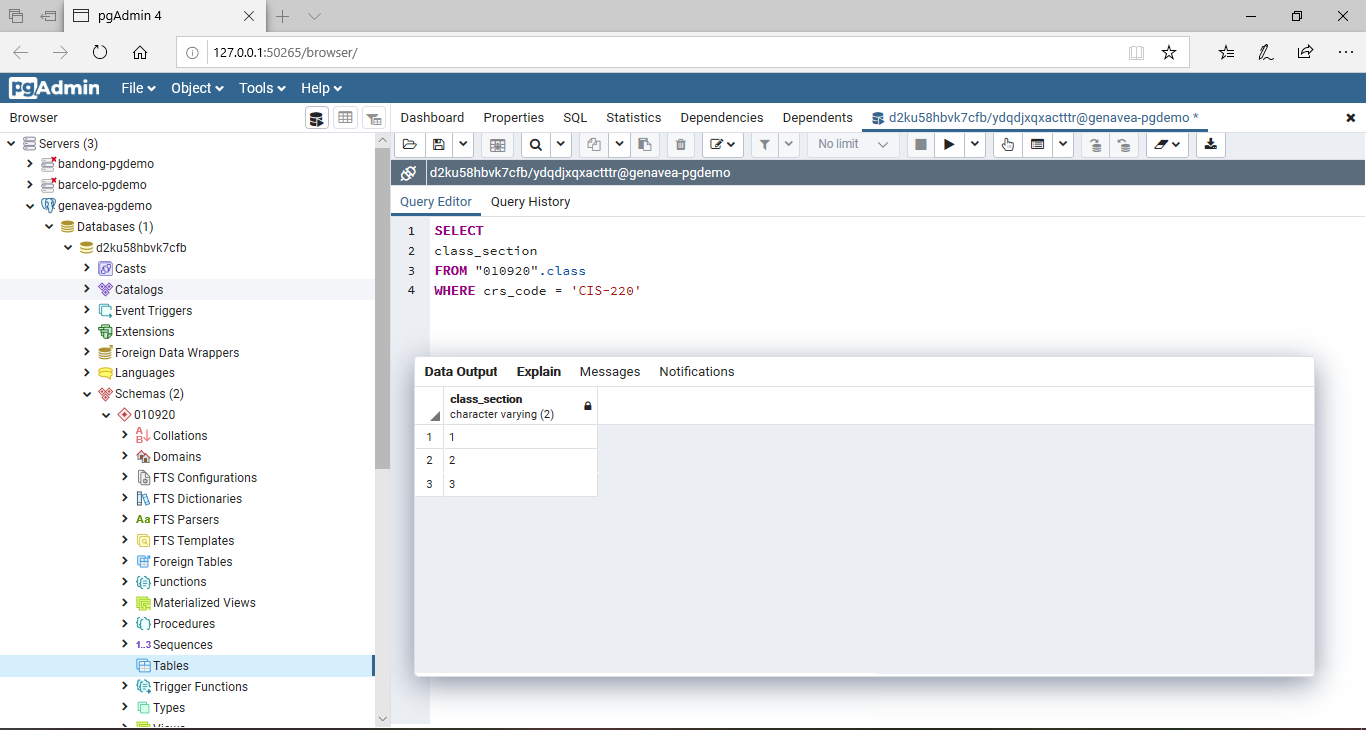 pgAdmin 4
127.0.0.1:50265/browser/
pgAdmin File Object Tools Help
Browser
Dashboard Properties SQL Statistics Dependencies Dependents d2ku58hbvk7cfb/ydqdjxqxactttr@genavea-pgdemo *
No limit
d2ku58hbvk7cfb/ydqdjxqxactttr@genavea-pgdemo
Query Editor Query History
Servers (3)
bandong-pgdemo
barcelo-pgdemo
genavea-pgdemo
Databases (1)
d2ku58hbvk7cfb
Casts
Catalogs
Event Triggers
Extensions
Foreign Data Wrappers
Languages
Schemas (2)
010920
Collations
Domains
FTS Configurations
FTS Dictionaries
Aa FTS Parsers
FTS Templates
Foreign Tables
Functions
Materialized Views
Procedures
1..3 Sequences
Tables
Trigger Functions
Types
Views
1 SELECT
2 class_section
3 FROM "010920".class
4 WHERE crs_code = 'CIS-220'
Data Output Explain Messages Notifications
class_section
character varying (2)
1 1
2 2
3 3